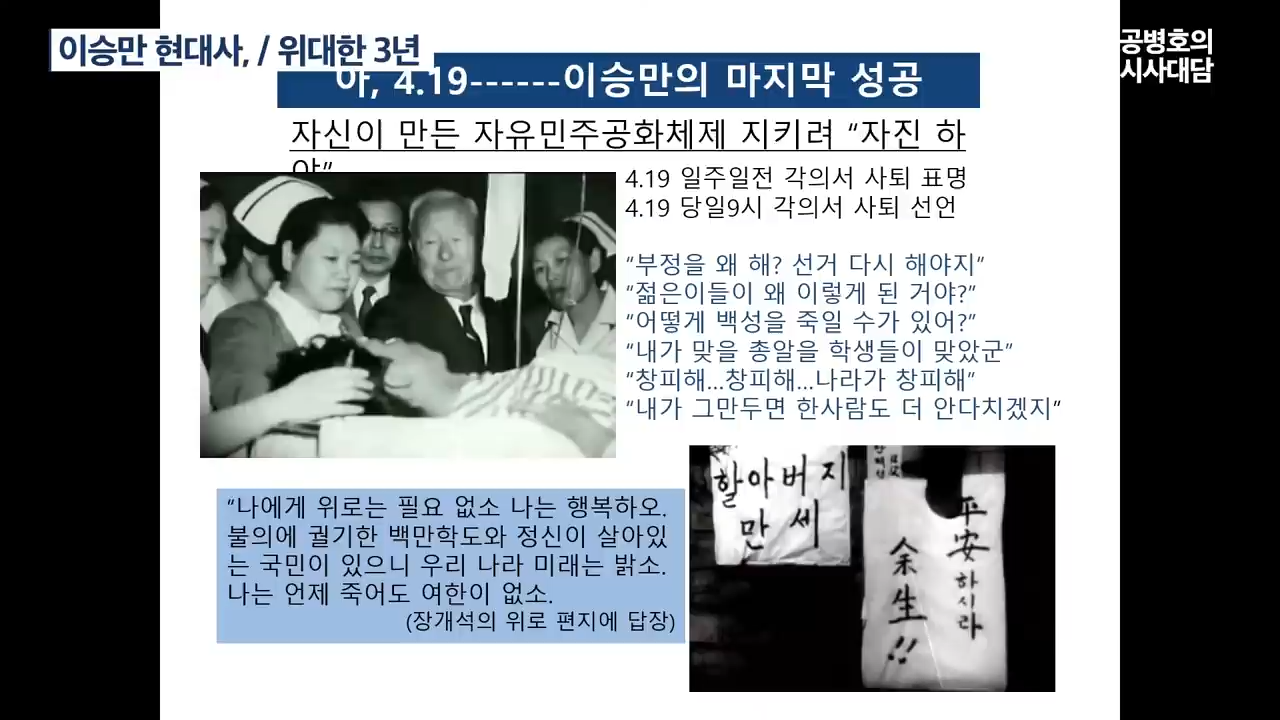 이승만 현대사, / 위대한 3년
공병호의
시사대담
아, 4.19------이승만의 마지막 성공
자신이 만든 자유민주공화체제 지키려 “자진 하
야”
4.19 일주일전 각의서 사퇴 표명
4.19 당일9시 각의서 사퇴 선언
“부정을 왜 해? 선거 다시 해야지”
“젊은이들이 왜 이렇게 된 거야?”
“어떻게 백성을 죽일 수가 있어?”
“내가 맞을 총알을 학생들이 맞았군”
“창피해...창피해...나라가 창피해”
“내가 그만두면 한사람도 더 안다치겠지”
“나에게 위로는 필요 없소 나는 행복하오.
불의에 궐기한 백만학도와 정신이 살아있
는 국민이 있으니 우리 나라 미래는 밝소.
나는 언제 죽어도 여한이 없소.
(장개석의 위로 편지에 답장)
할아버지
만세
平安하시라
余生!!